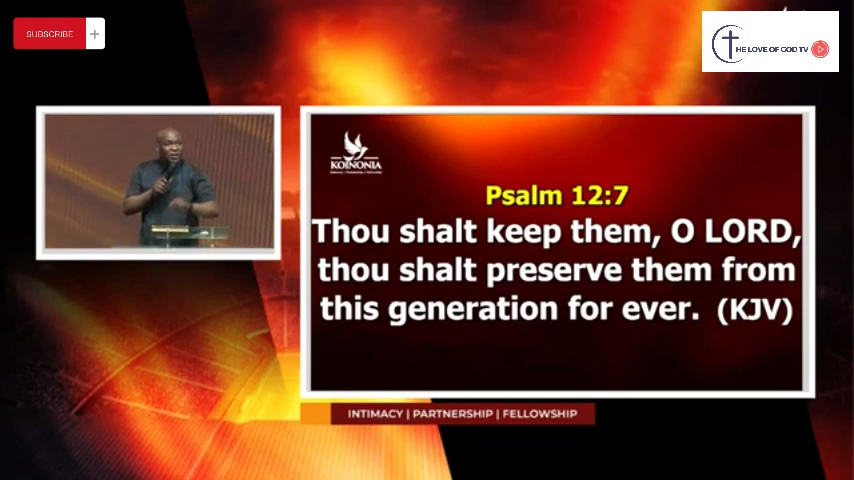 SUBSCRIBE +
HE LOVE OF GOD TV
KOINONIA
Psalm 12:7
Thou shalt keep them, O LORD,
thou shalt preserve them from
this generation for ever. (KJV)
INTIMACY | PARTNERSHIP | FELLOWSHIP